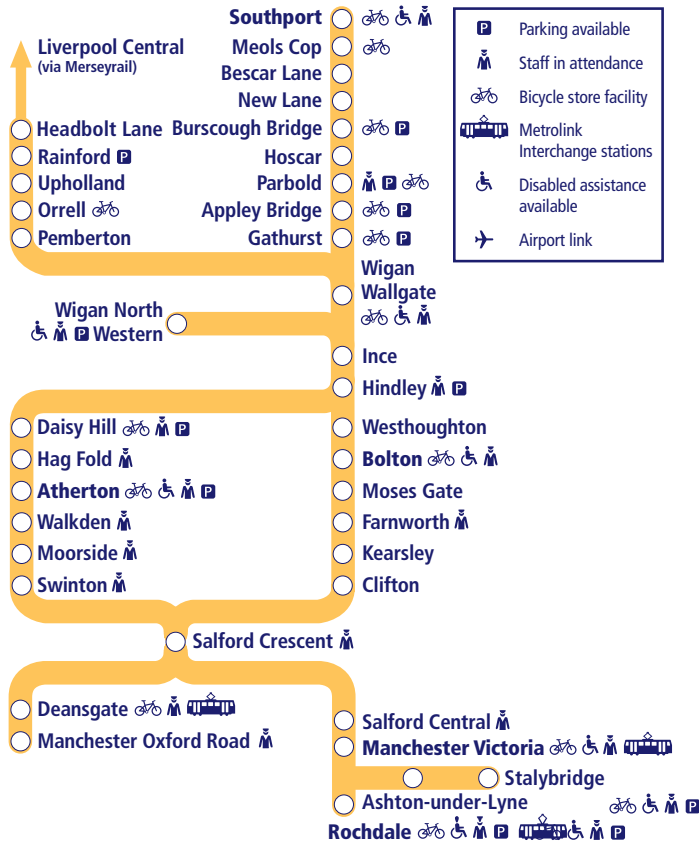 Southport
Meols Cop
Bescar Lane
New Lane
Burscough Bridge P
Hoscar
Parbold P
Appley Bridge P
Gathurst P
Liverpool Central
(via Merseyrail)
Headbolt Lane
Rainford P
Upholland
Orrell
Pemberton
P Parking available
Staff in attendance
Bicycle store facility
Metrolink
Interchange stations
Disabled assistance
available
Airport link
Wigan
Wallgate
Wigan North
P Western
Ince
Hindley P
Daisy Hill P
Hag Fold
Atherton P
Walkden
Moorside
Swinton
Westhoughton
Bolton
Moses Gate
Farnworth
Kearsley
Clifton
Salford Crescent
Deansgate
Manchester Oxford Road
Salford Central
Manchester Victoria
Stalybridge
Ashton-under-Lyne P
Rochdale P P